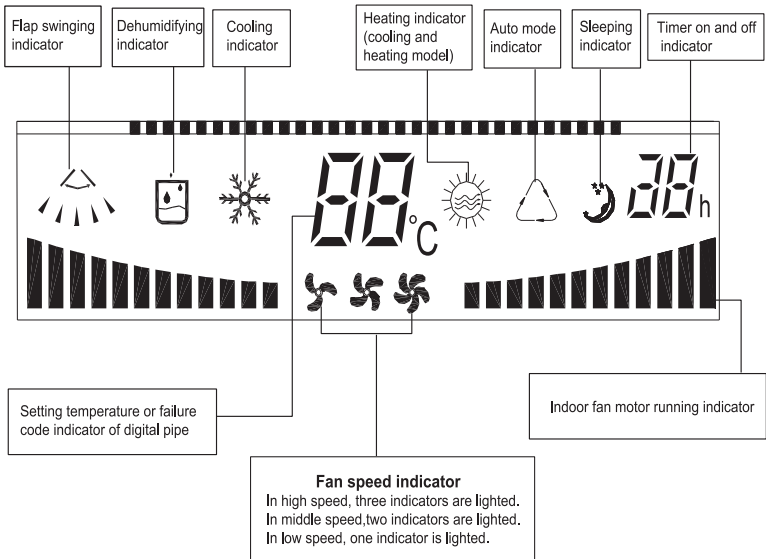 Flap swinging
indicator
Dehumidifying
indicator
Cooling
indicator
Heating indicator
(cooling and
heating model)
Auto mode
indicator
Sleeping
indicator
Timer on and off
indicator
88°C
38h
Setting temperature or failure
code indicator of digital pipe
Indoor fan motor running indicator
Fan speed indicator
In high speed, three indicators are lighted.
In middle speed,two indicators are lighted.
In low speed, one indicator is lighted.